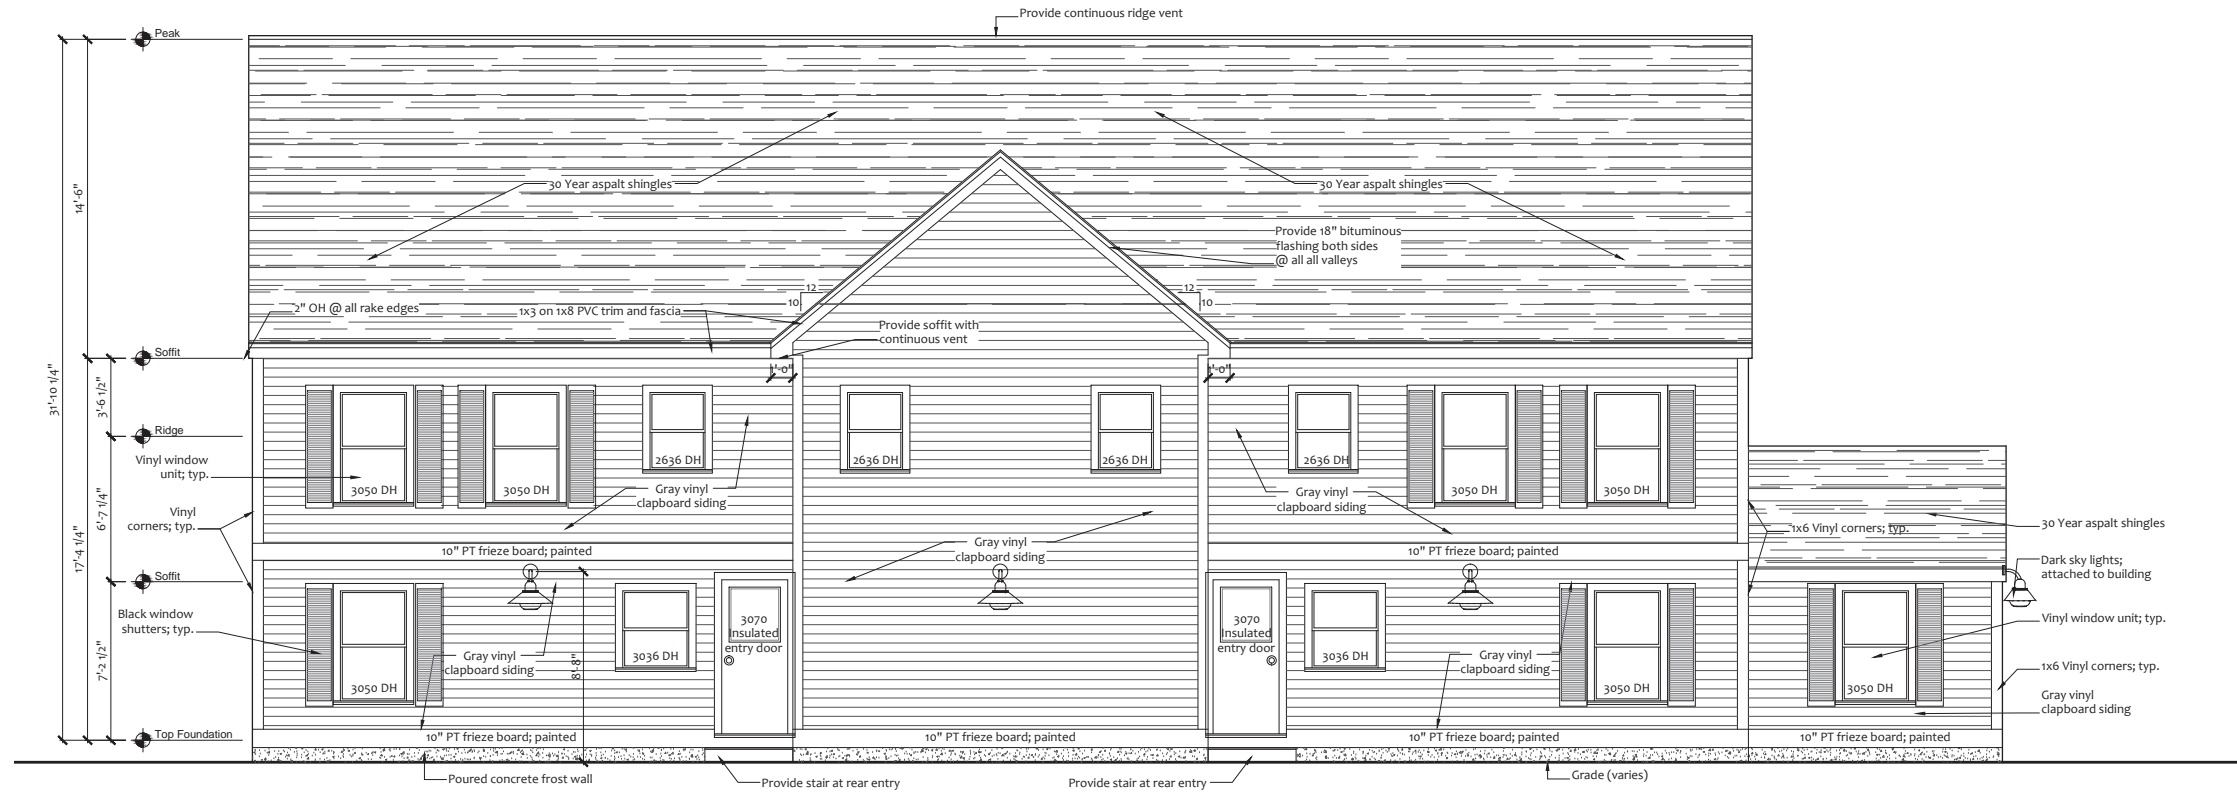 Provide continuous ridge vent
Peak
14'-6"
31'-10 1/4"
30 Year aspalt shingles
30 Year aspalt shingles
Provide 18" bituminous
flashing both sides
@ all all valleys
12
10
12
10
2" OH @ all rake edges
1x3 on 1x8 PVC trim and fascia
Provide soffit with
continuous vent
Soffit
1'-0"
1'-0"
3'-6 1/2"
Ridge
Vinyl window
unit; typ.
3050 DH
3050 DH
2636 DH
2636 DH
2636 DH
2636 DH
3050 DH
3050 DH
Gray vinyl
clapboard siding
Gray vinyl
clapboard siding
6'-7 1/4"
17'-4 1/4"
Vinyl
corners; typ.
1x6 Vinyl corners; typ.
30 Year aspalt shingles
Gray vinyl
clapboard siding
10" PT frieze board; painted
10" PT frieze board; painted
Dark sky lights;
attached to building
Soffit
Black window
shutters; typ.
7'-2 1/2"
8'-8"
3070
Insulated
entry door
3070
Insulated
entry door
Vinyl window unit; typ.
Gray vinyl
clapboard siding
3036 DH
3036 DH
Gray vinyl
clapboard siding
1x6 Vinyl corners; typ.
3050 DH
3050 DH
3050 DH
Gray vinyl
clapboard siding
Top Foundation
10" PT frieze board; painted
10" PT frieze board; painted
10" PT frieze board; painted
10" PT frieze board; painted
Poured concrete frost wall
Provide stair at rear entry
Provide stair at rear entry
Grade (varies)